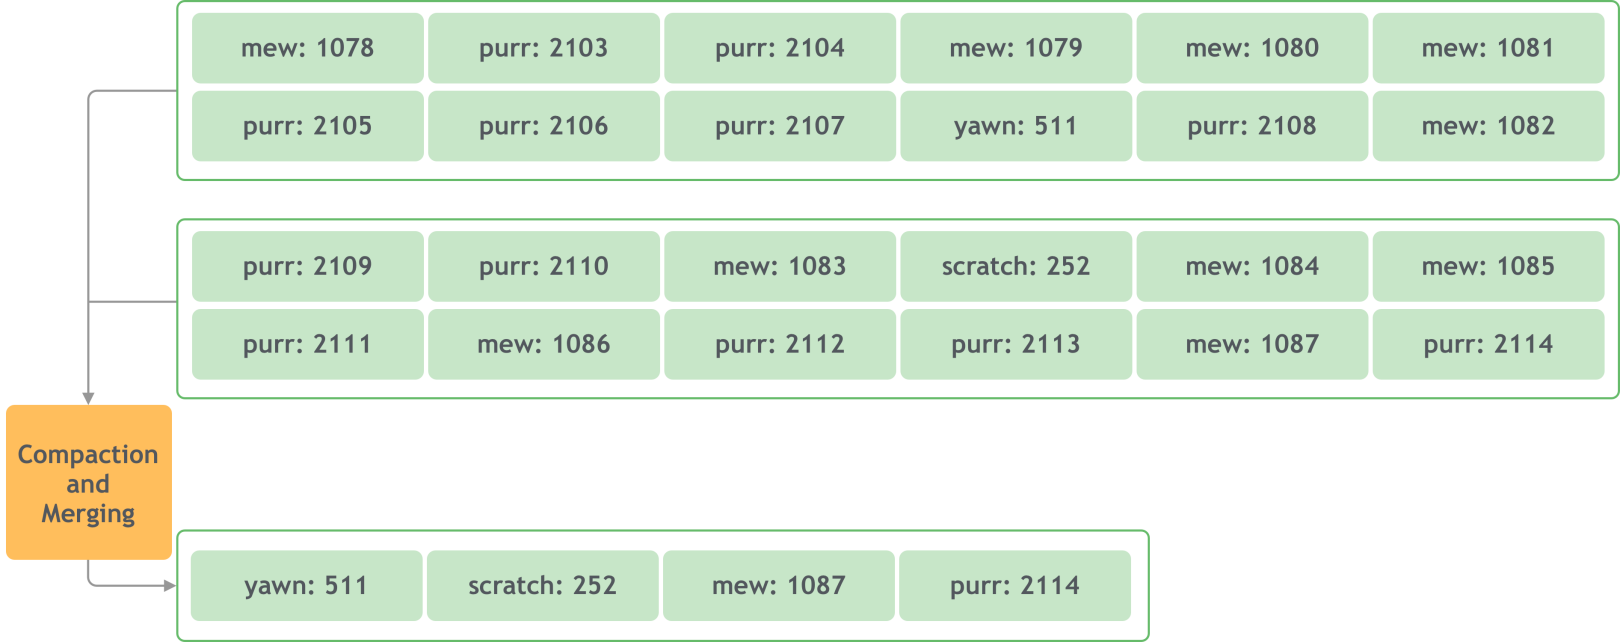 mew: 1078 purr: 2103 purr: 2104 mew: 1079 mew: 1080 mew: 1081
purr: 2105 purr: 2106 purr: 2107 yawn: 511 purr: 2108 mew: 1082
purr: 2109 purr: 2110 mew: 1083 scratch: 252 mew: 1084 mew: 1085
purr: 2111 mew: 1086 purr: 2112 purr: 2113 mew: 1087 purr: 2114
Compaction
and
Merging
yawn: 511 scratch: 252 mew: 1087 purr: 2114